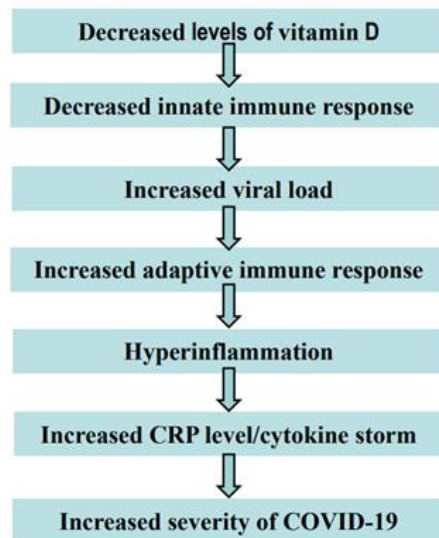 Decreased levels of vitamin D
Decreased innate immune response
Increased viral load
Increased adaptive immune response
Hyperinflammation
Increased CRP level/cytokine storm
Increased severity of COVID-19